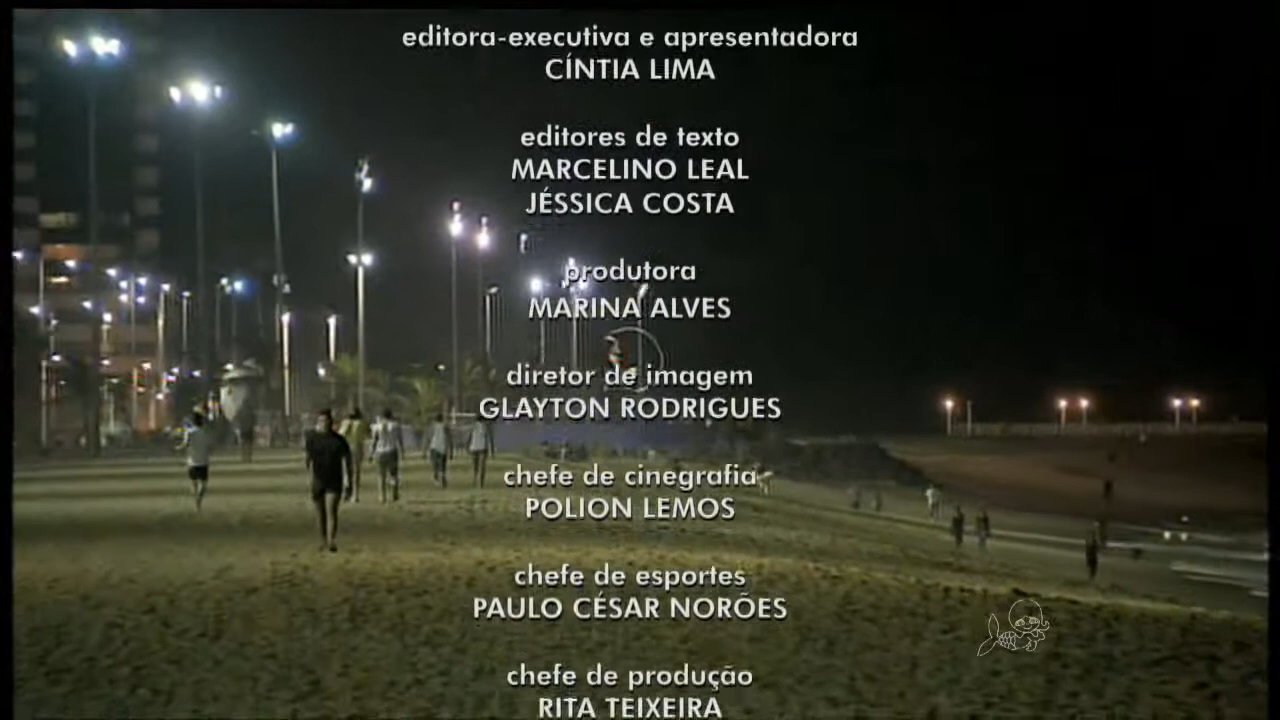 editora-executiva e apresentadora
CÍNTIA LIMA
editores de texto
MARCELINO LEAL
JÉSSICA COSTA
produtora
MARINA ALVES
diretor de imagem
GLAYTON RODRIGUES
chefe de cinegrafia
POLION LEMOS
chefe de esportes
PAULO CÉSAR NORÕES
chefe de produção
RITA TEIXEIRA